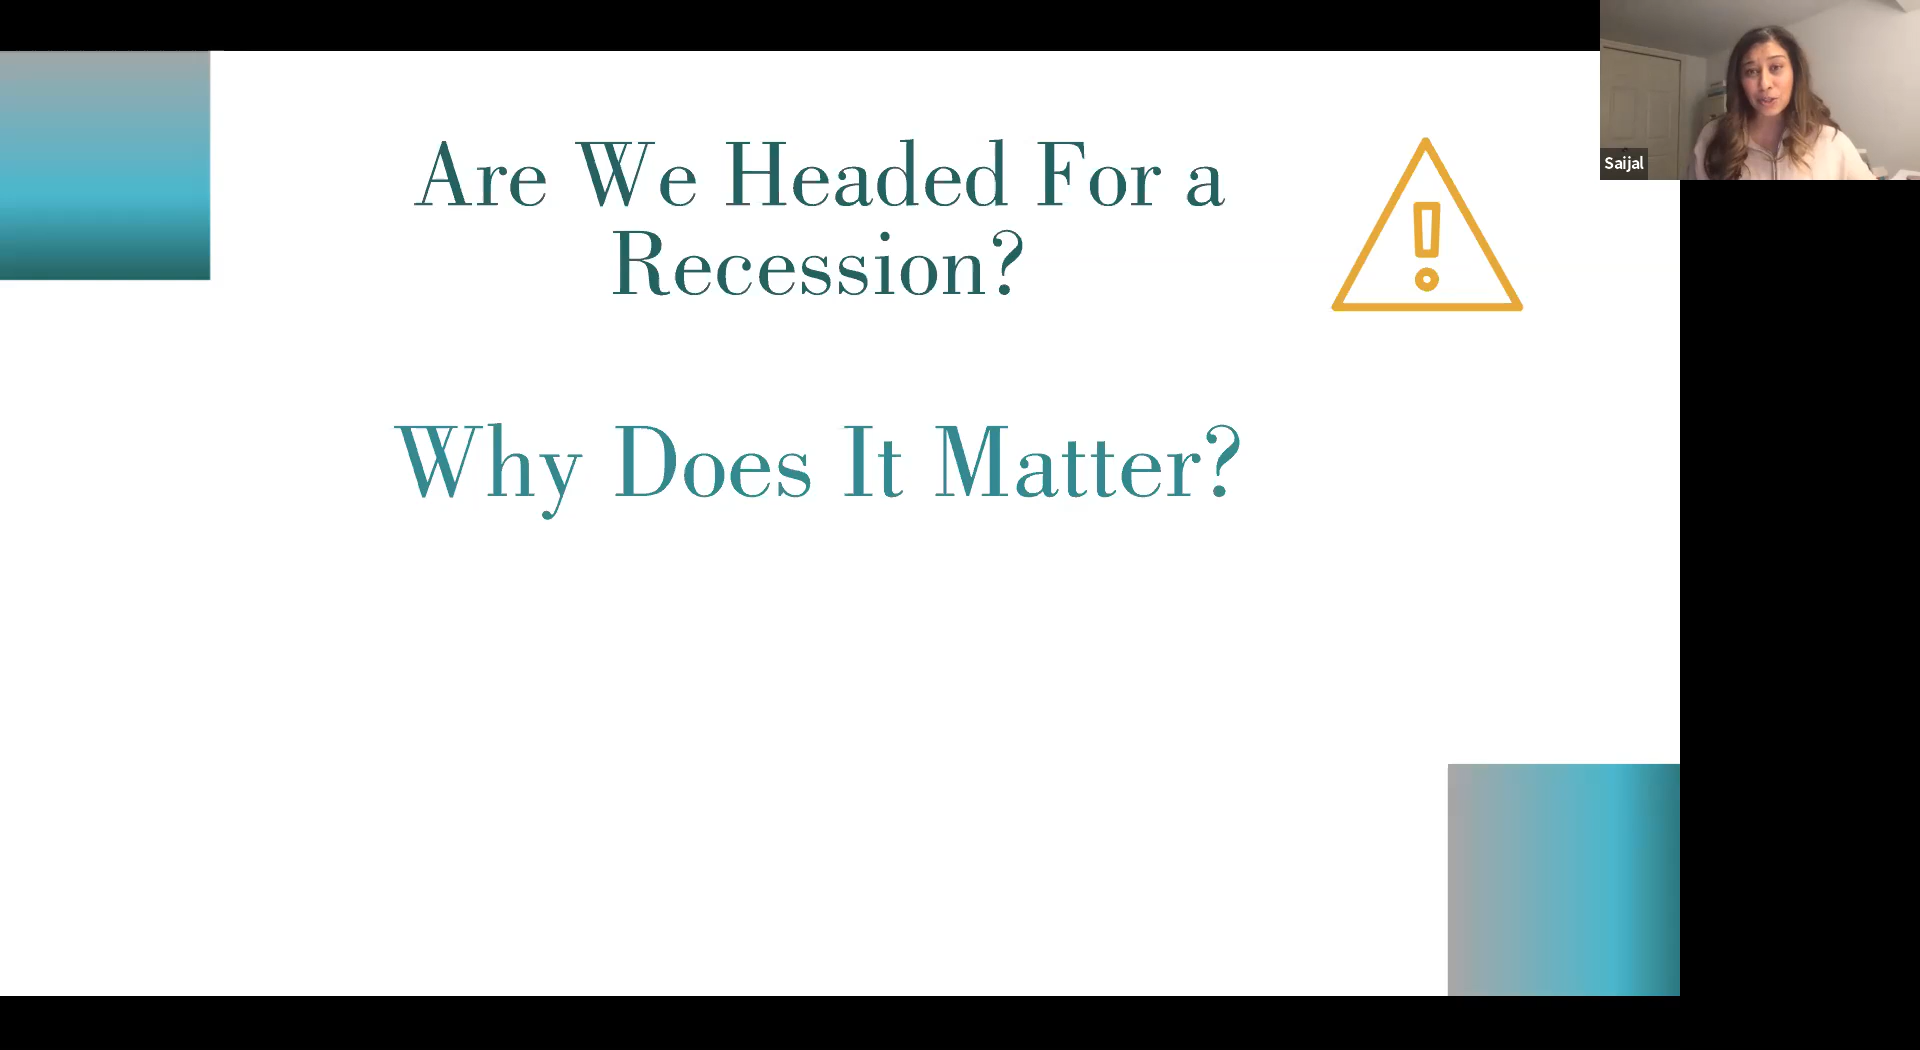 Are We Headed For a
Recession?
Why Does It Matter?
Saijal